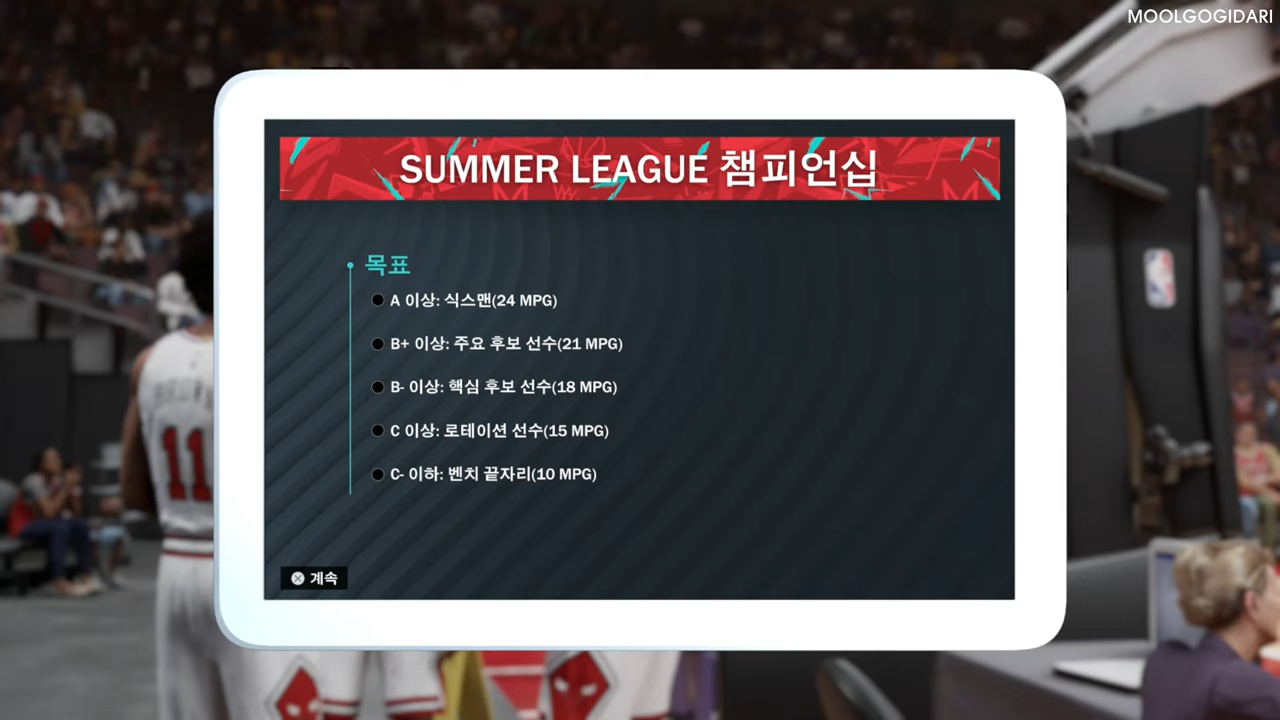 MOOLGOGIDARI
SUMMER LEAGUE 챔피언십
목표
A 이상: 식스맨(24 MPG)
B+ 이상: 주요 후보 선수(21 MPG)
B- 이상: 핵심 후보 선수(18 MPG)
C 이상: 로테이션 선수(15 MPG)
C- 이하: 벤치 끝자리(10 MPG)
계속
BROWN
11